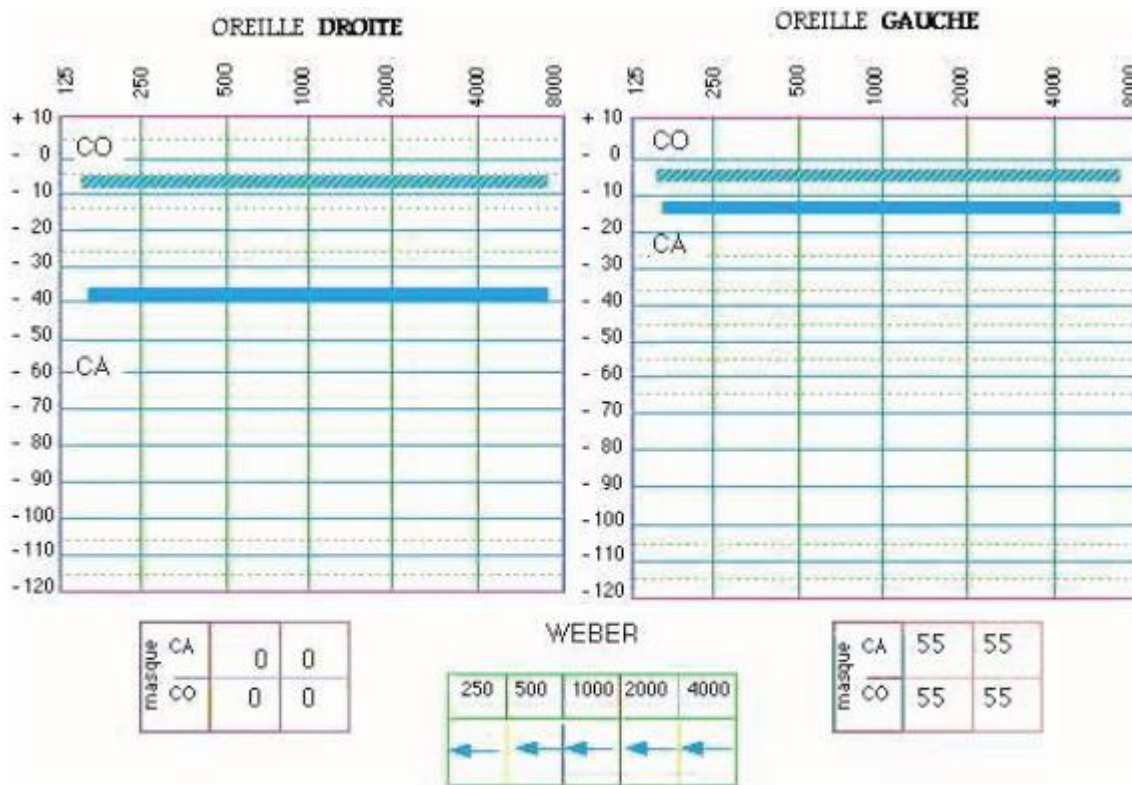 OREILLE DROITE
125 250 500 1000 2000 4000 8000
+ 10
- 0
- 10
- 20
- 30
- 40
- 50
- 60
- 70
- 80
- 90
- 100
- 110
- 120
CO
CA
OREILLE GAUCHE
125 250 500 1000 2000 4000 8000
+ 10
- 0
- 10
- 20
- 30
- 40
- 50
- 60
- 70
- 80
- 90
- 100
- 110
- 120
CO
CA
masque
CA 0 0
CO 0 0
WEBER
250 500 1000 2000 4000
masque
CA 55 55
CO 55 55